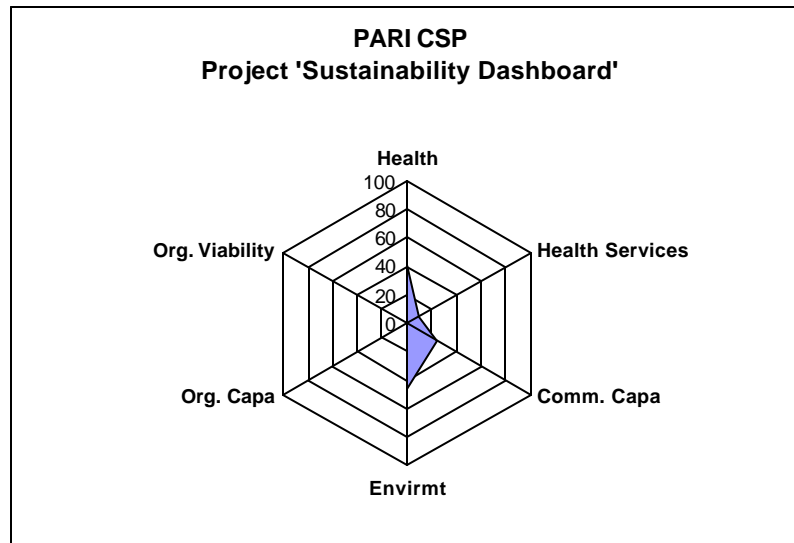 PARI CSP
Project 'Sustainability Dashboard'
Health
100
80
60
40
20
0
Org. Viability
Health Services
Org. Capa
Comm. Capa
Envirmt